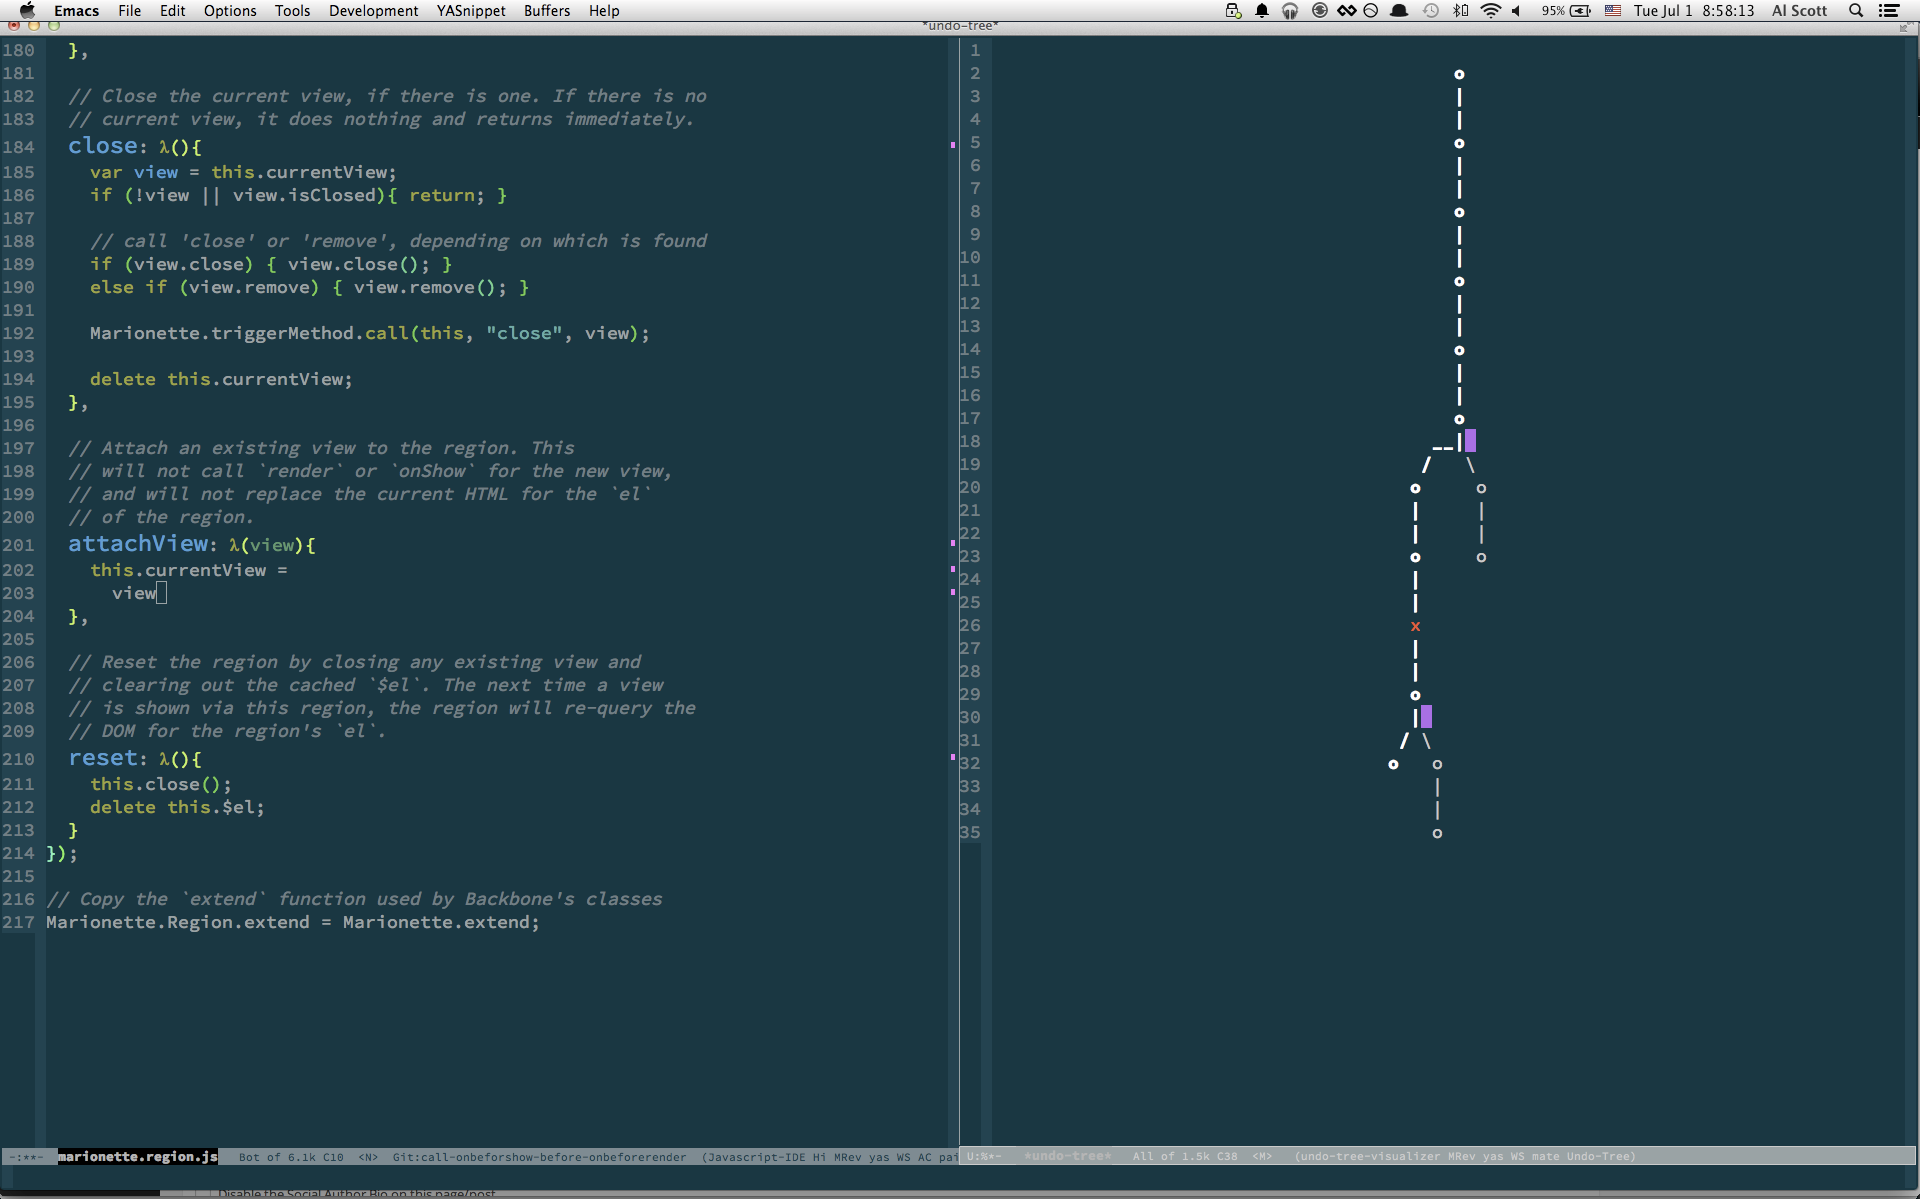 Emacs File Edit Options Tools Development YASnippet Buffers Help 95% Tue Jul 1 8:58:13 Al Scott
*undo-tree*
180 },
181
182 // Close the current view, if there is one. If there is no
183 // current view, it does nothing and returns immediately.
184 close: λ(){
185 var view = this.currentView;
186 if (!view || view.isClosed){ return; }
187
188 // call 'close' or 'remove', depending on which is found
189 if (view.close) { view.close(); }
190 else if (view.remove) { view.remove(); }
191
192 Marionette.triggerMethod.call(this, "close", view);
193
194 delete this.currentView;
195 },
196
197 // Attach an existing view to the region. This
198 // will not call `render` or `onShow` for the new view,
199 // and will not replace the current HTML for the `el`
200 // of the region.
201 attachView: λ(view){
202 this.currentView =
203 view
204 },
205
206 // Reset the region by closing any existing view and
207 // clearing out the cached `$el`. The next time a view
208 // is shown via this region, the region will re-query the
209 // DOM for the region's `el`.
210 reset: λ(){
211 this.close();
212 delete this.$el;
213 }
214 });
215
216 // Copy the `extend` function used by Backbone's classes
217 Marionette.Region.extend = Marionette.extend;
-:**- marionette.region.js Bot of 6.1k C10 <N> Git:call-onbeforshow-before-onbeforerender (Javascript-IDE Hi MRev yas WS AC pai
1
2 o
3 |
4 |
5 o
6 |
7 |
8 o
9 |
10 |
11 o
12 |
13 |
14 o
15 |
16 |
17 o
18 __|
19 / \
20 o o
21 | |
22 | |
23 o o
24 |
25 |
26 x
27 |
28 |
29 o
30 |
31 / \
32 o o
33 |
34 |
35 o
U:%*- *undo-tree* All of 1.5k C38 <M> (undo-tree-visualizer MRev yas WS mate Undo-Tree)
Disable the Social Author Bio on this page/post